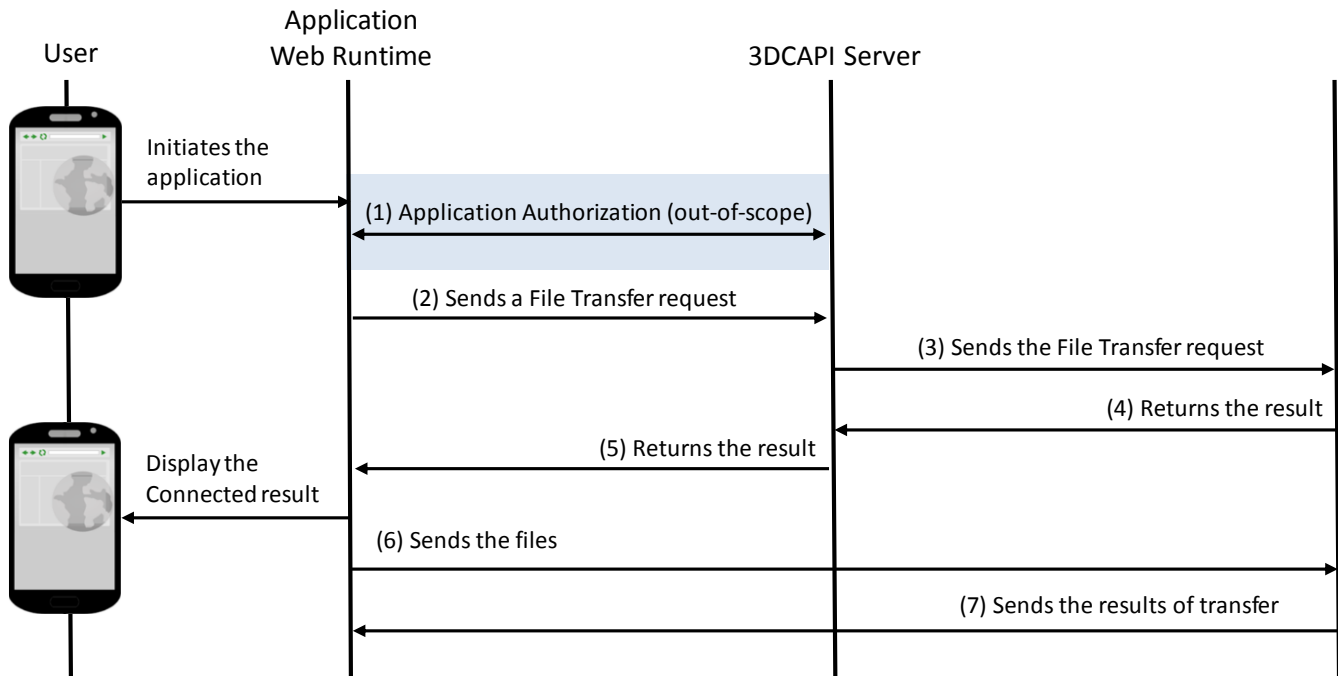 Application
User
Web Runtime
3DCAPI Server
Initiates the
application
(1) Application Authorization (out-of-scope)
(2) Sends a File Transfer request
(3) Sends the File Transfer request
(4) Returns the result
(5) Returns the result
Display the
Connected result
(6) Sends the files
(7) Sends the results of transfer